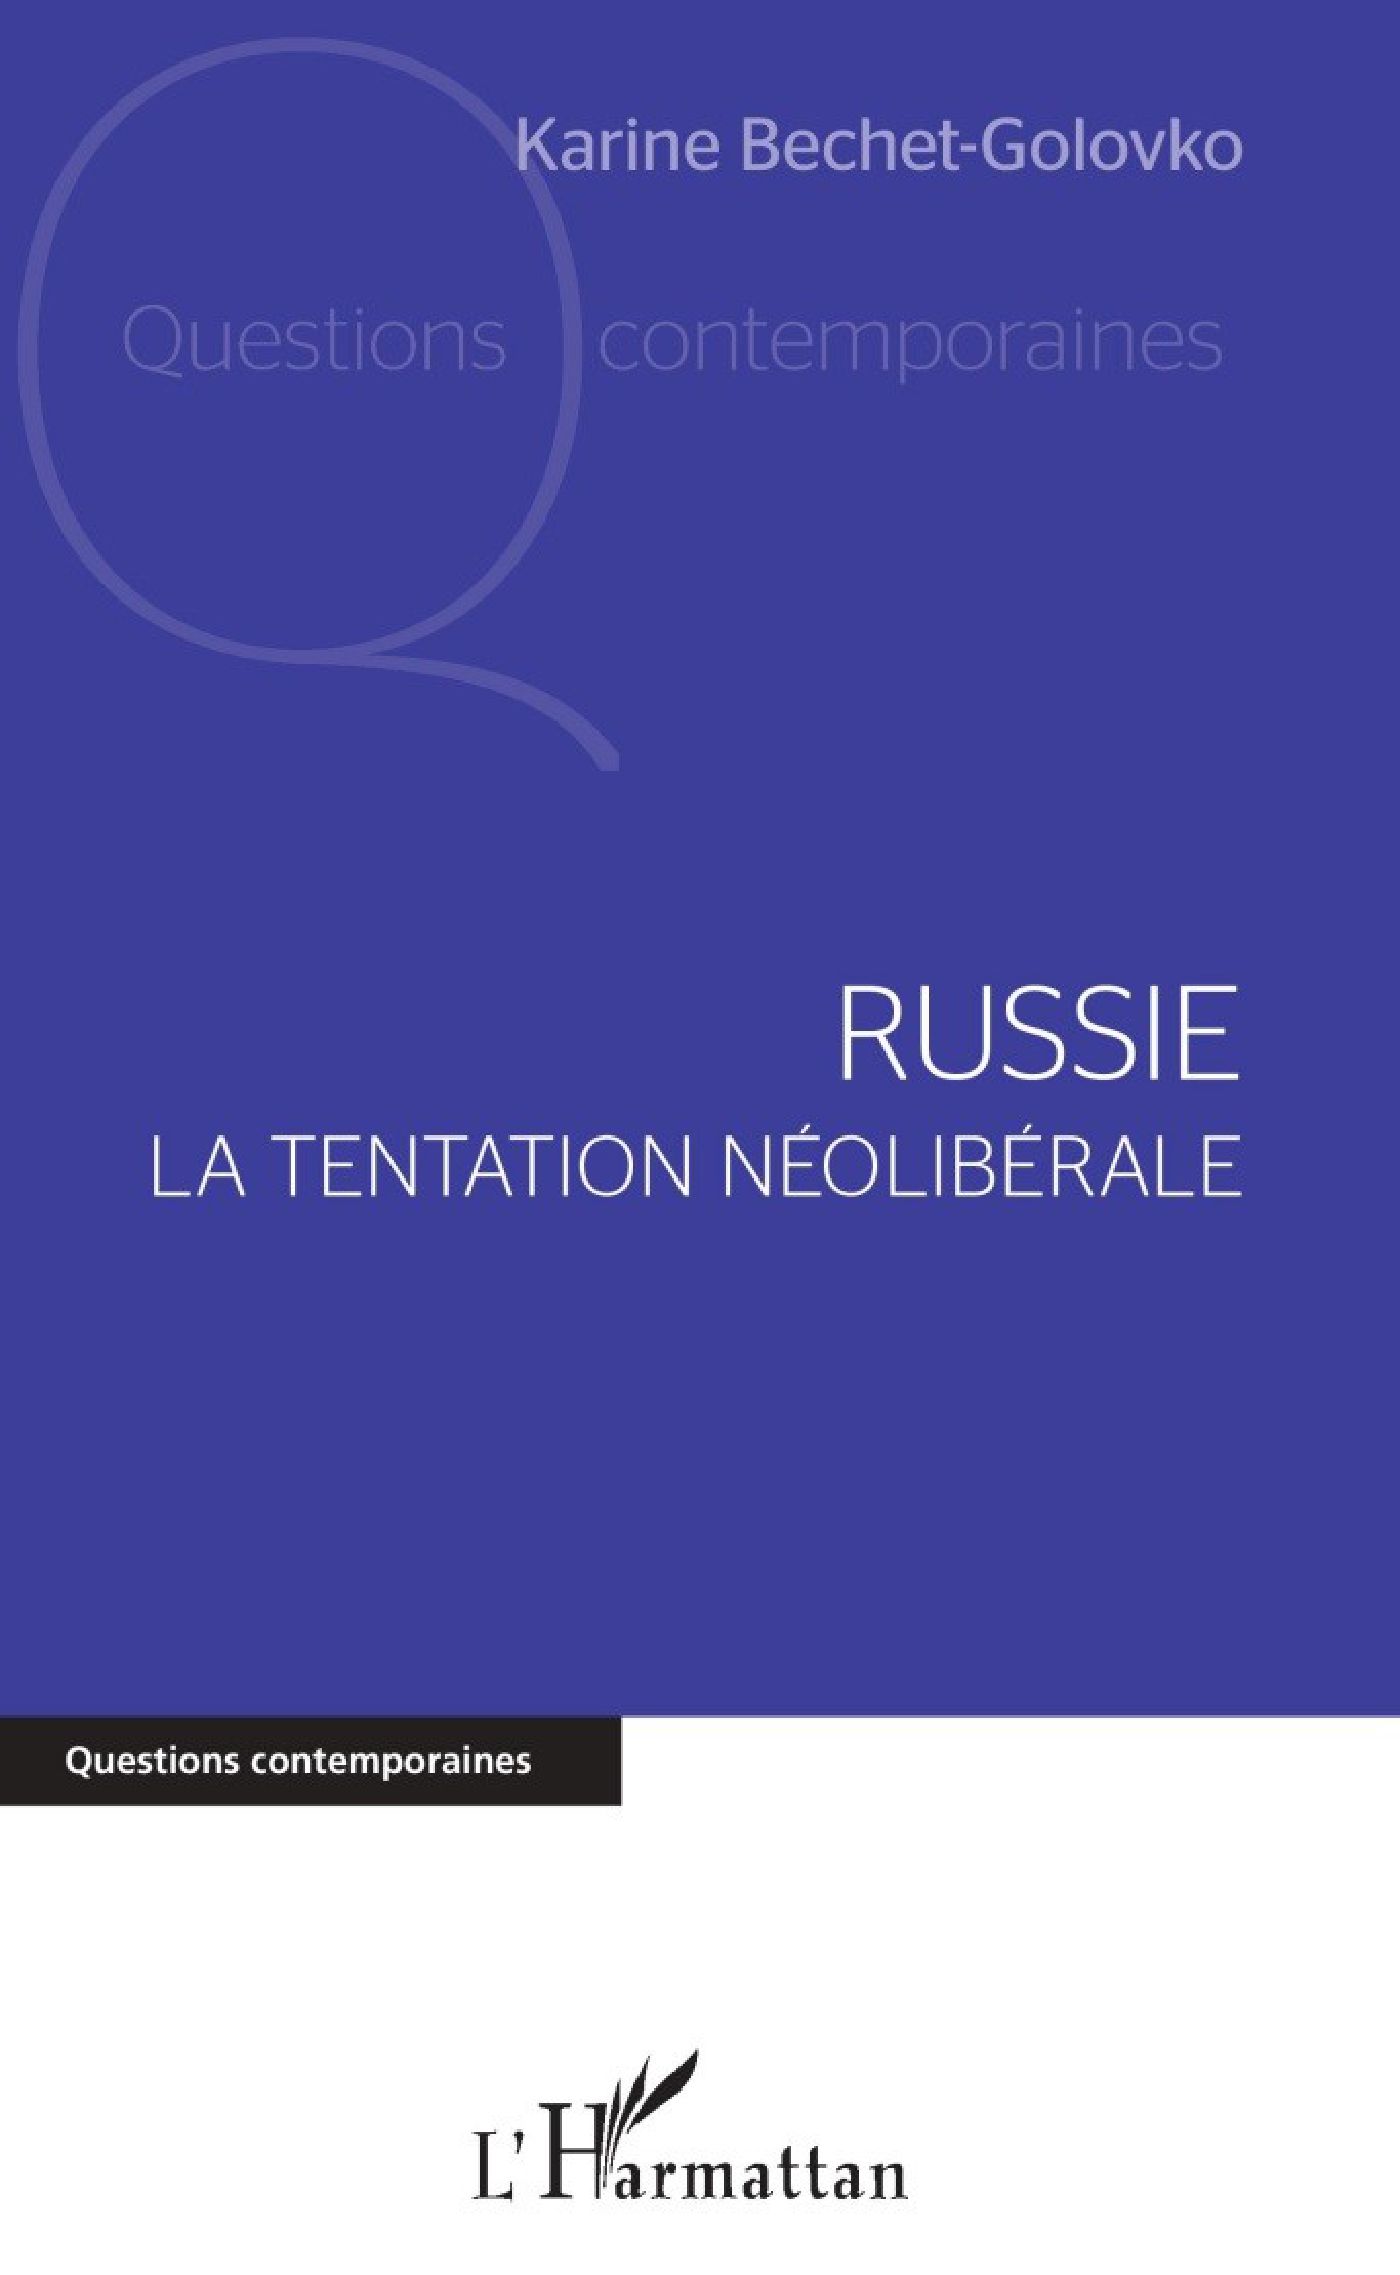 Karine Bechet-Golovko
Questions contemporaines
RUSSIE
LA TENTATION NÉOLIBÉRALE
Questions contemporaines
L'Harmattan